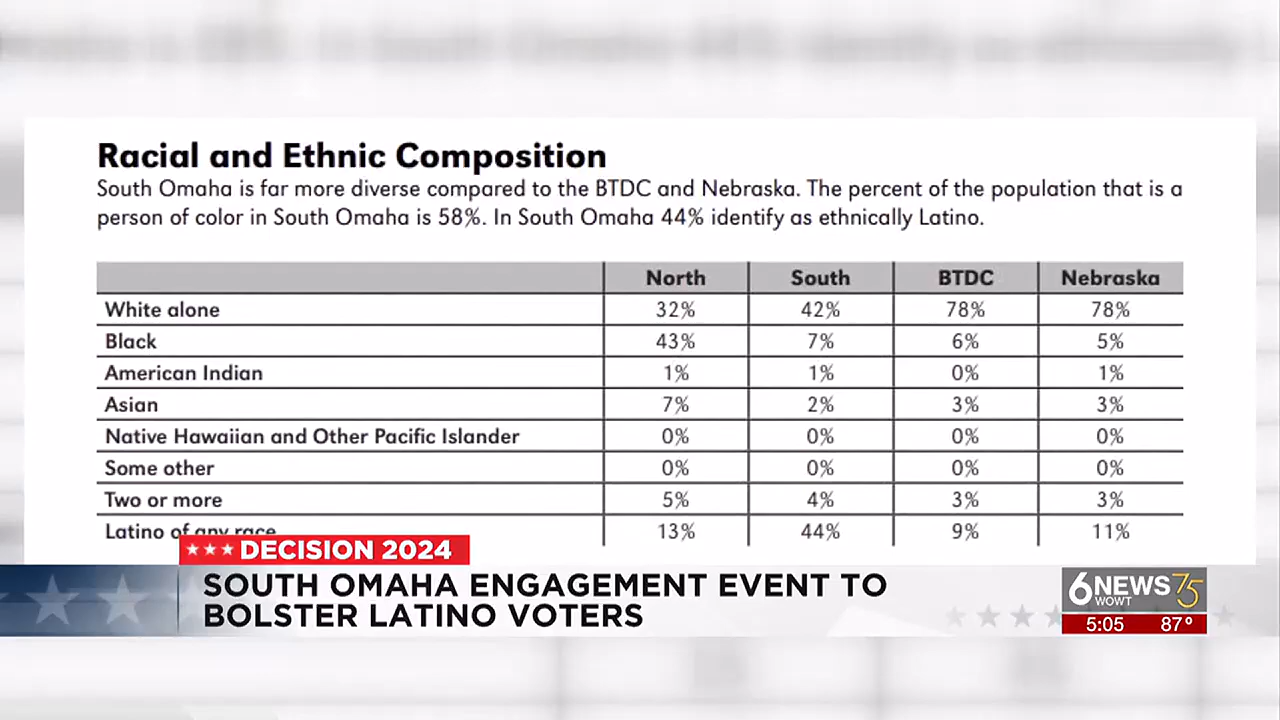 Racial and Ethnic Composition
South Omaha is far more diverse compared to the BTDC and Nebraska. The percent of the population that is a
person of color in South Omaha is 58%. In South Omaha 44% identify as ethnically Latino.
North South BTDC Nebraska
White alone 32% 42% 78% 78%
Black 43% 7% 6% 5%
American Indian 1% 1% 0% 1%
Asian 7% 2% 3% 3%
Native Hawaiian and Other Pacific Islander 0% 0% 0% 0%
Some other 0% 0% 0% 0%
Two or more 5% 4% 3% 3%
Latino of any race 13% 44% 9% 11%
DECISION 2024
SOUTH OMAHA ENGAGEMENT EVENT TO
BOLSTER LATINO VOTERS
6 NEWS 75
WOWT
5:05 87°